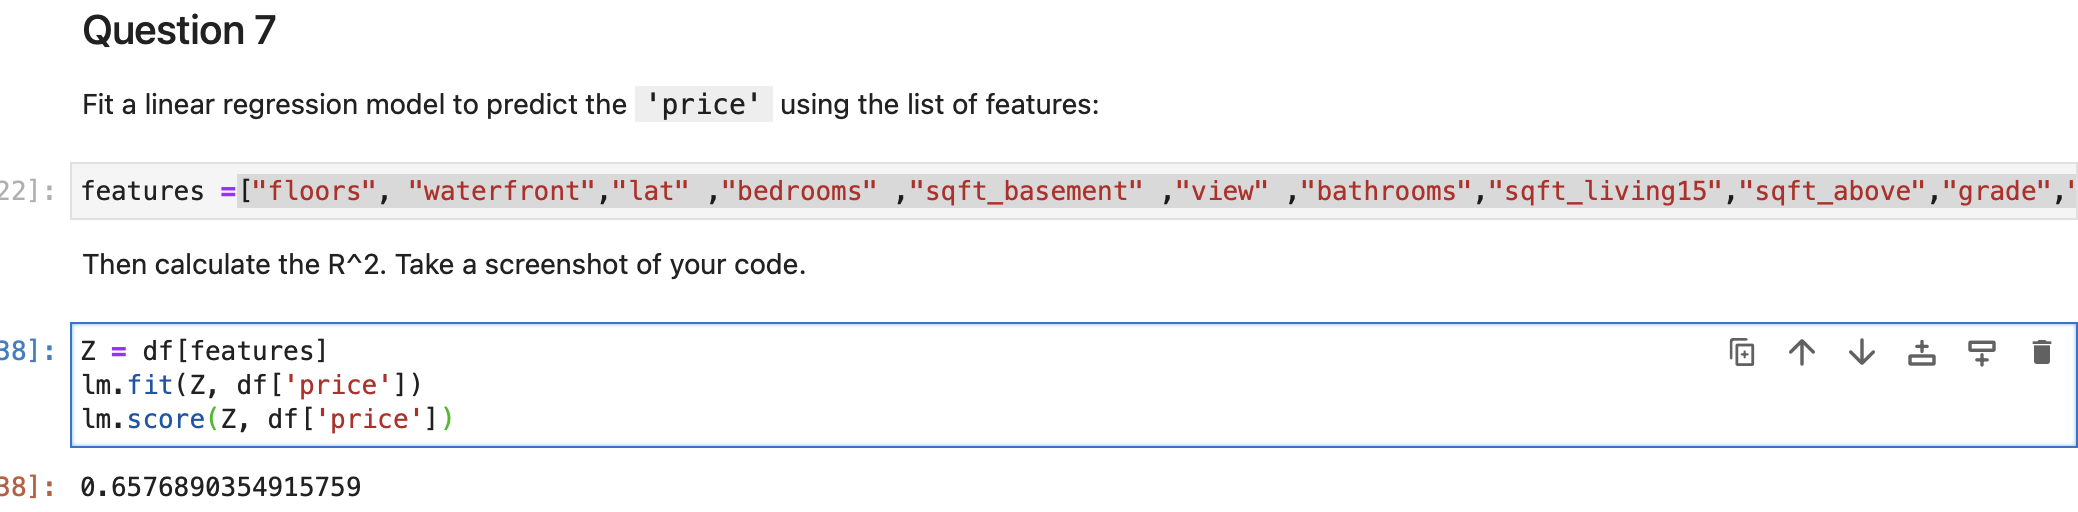 Question 7
Fit a linear regression model to predict the 'price' using the list of features:
22]: features =["floors", "waterfront","lat" ,"bedrooms" ,"sqft_basement" ,"view" ,"bathrooms","sqft_living15","sqft_above","grade",'
Then calculate the R^2. Take a screenshot of your code.
38]: Z = df[features]
lm.fit(Z, df['price'])
lm.score(Z, df['price'])
38]: 0.6576890354915759